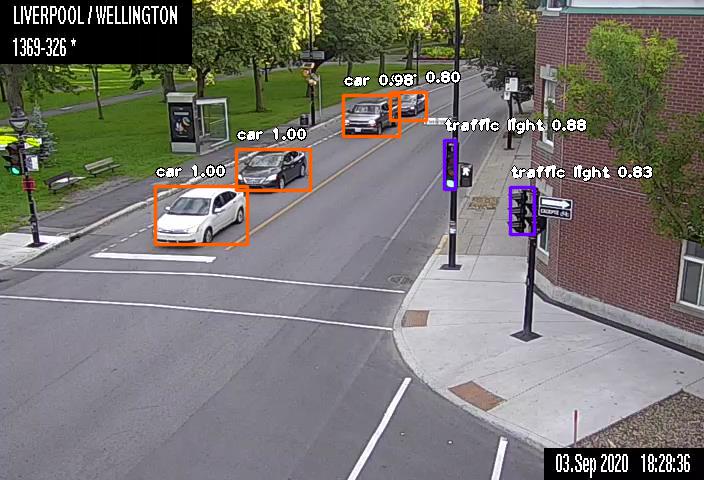 LIVERPOOL / WELLINGTON
1369-326 *
car 0.98
0.80
traffic light 0.88
car 1.00
car 1.00
traffic light 0.83
EXCEPTÉ
03.Sep 2020 18:28:36